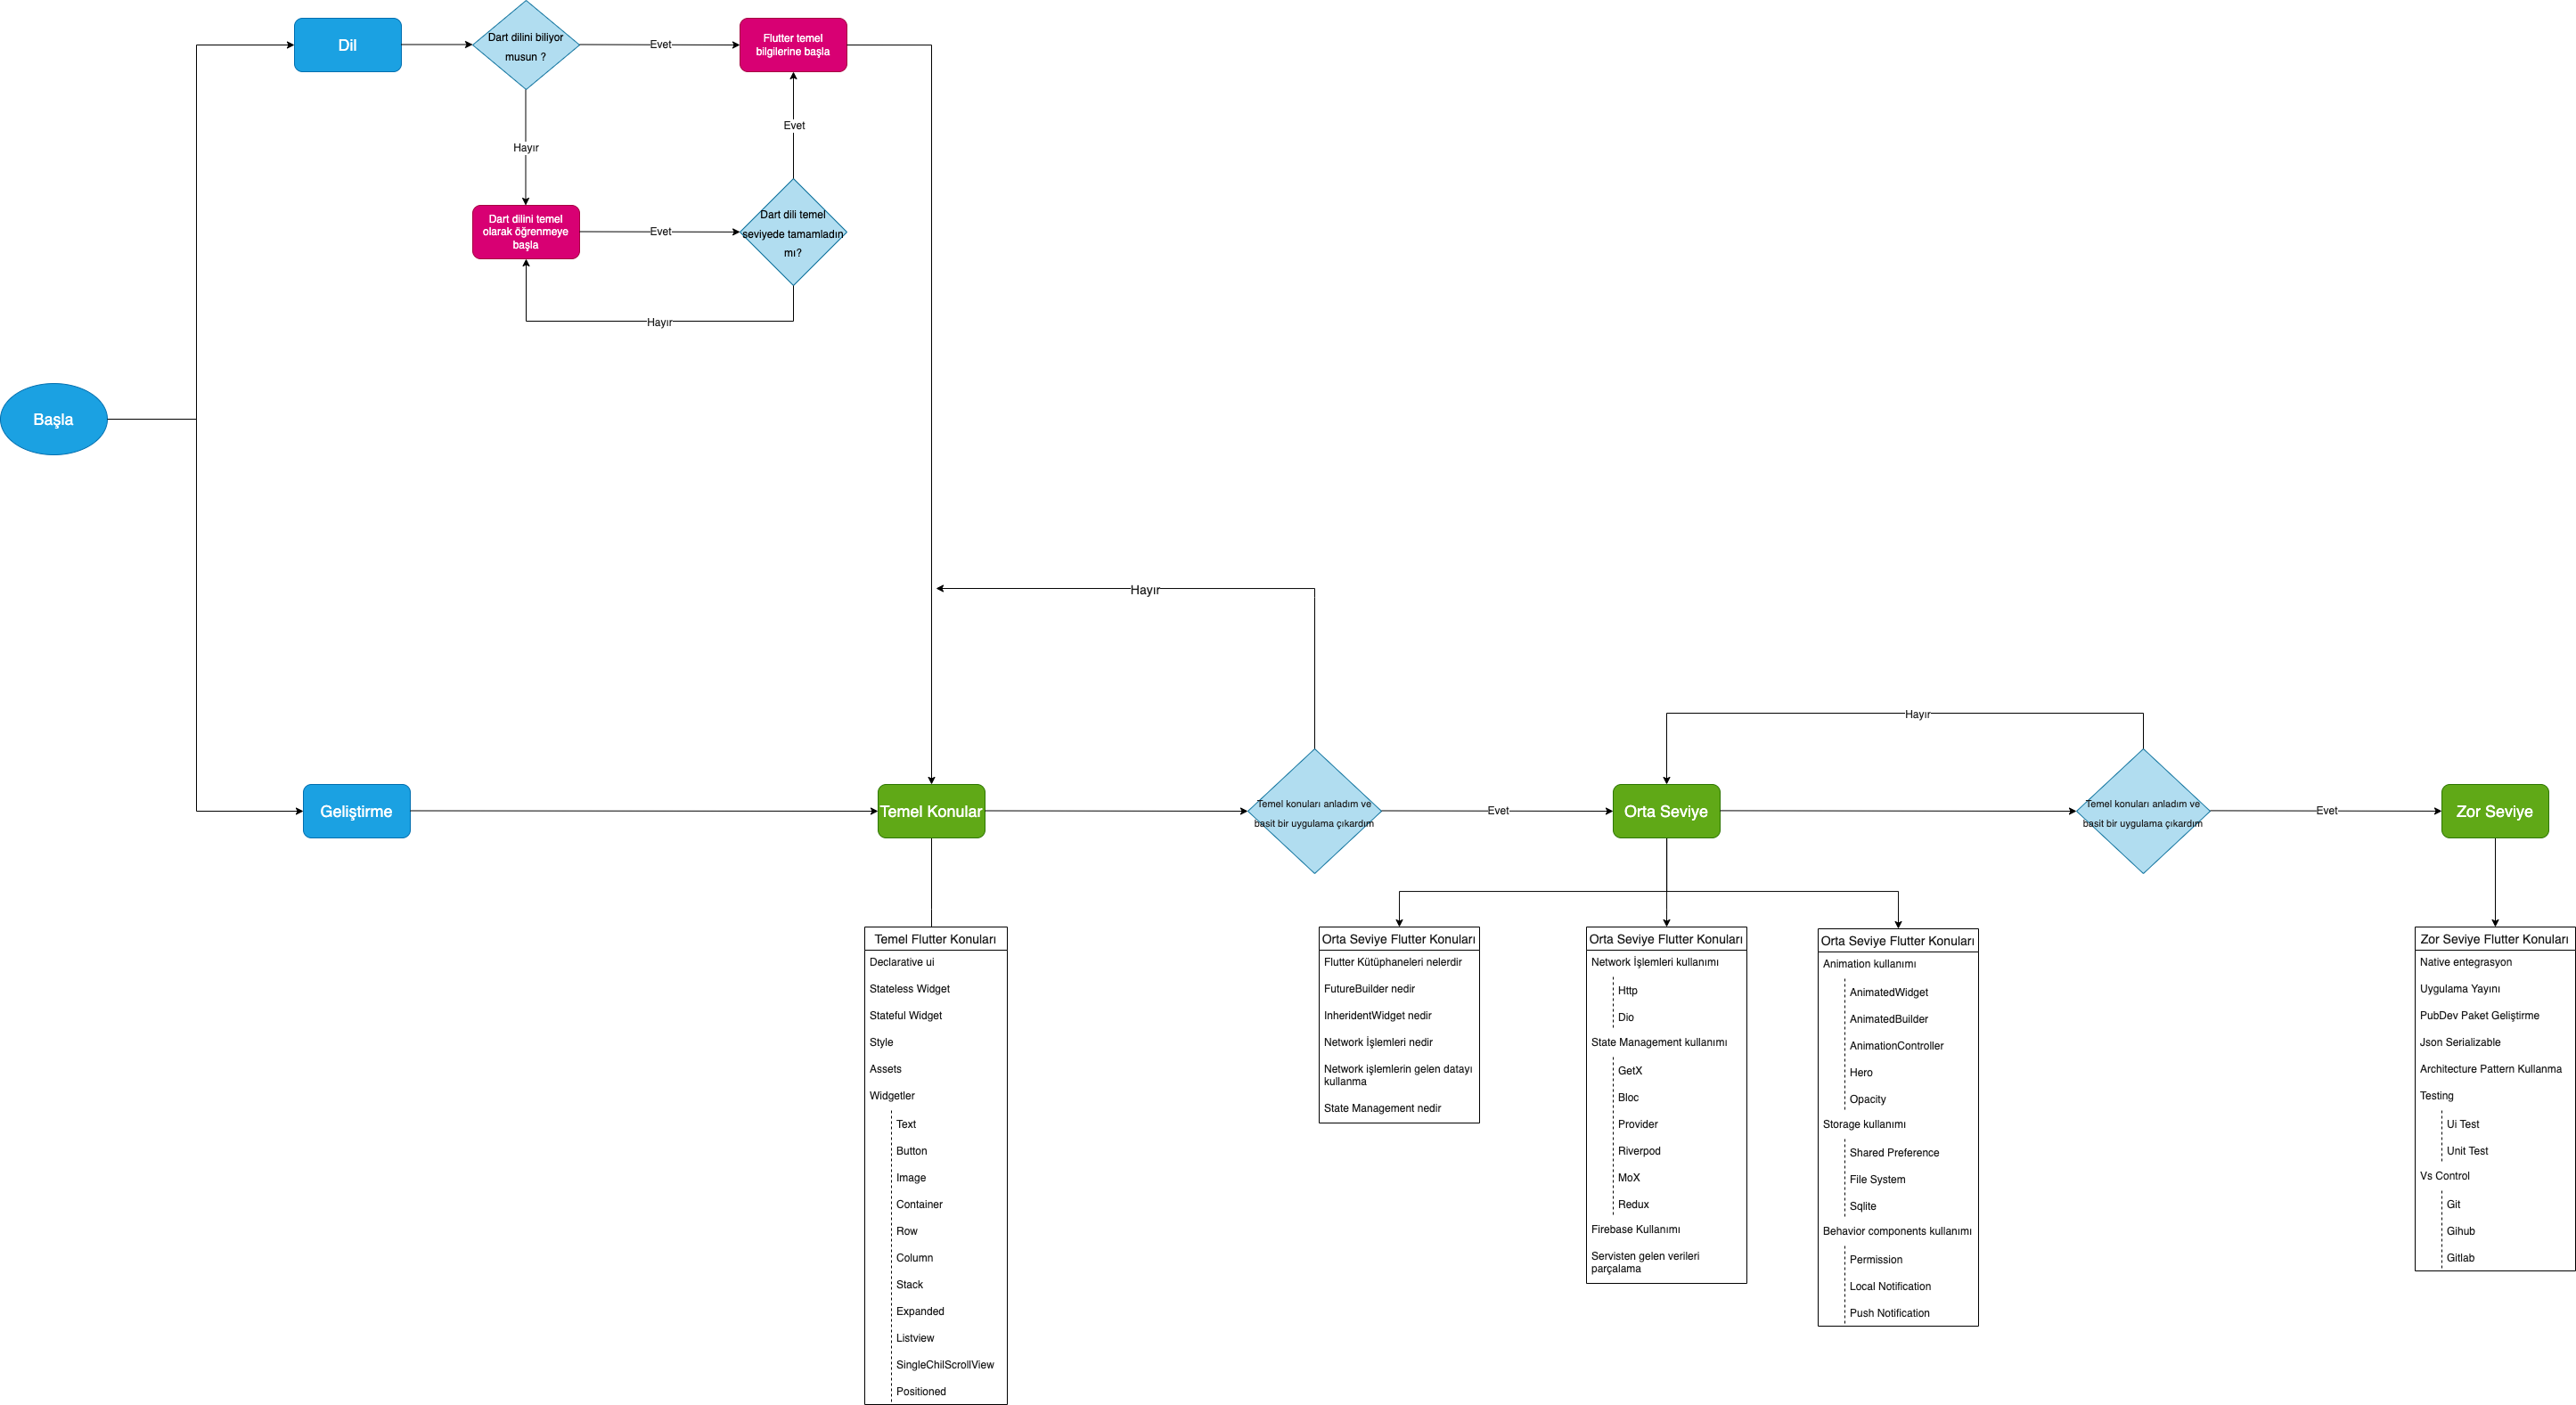 Dil
Dart dilini biliyor
musun ?
Evet
Flutter temel
bilgilerine başla
Evet
Hayır
Dart dilini temel
olarak öğrenmeye
başla
Evet
Dart dili temel
seviyede tamamladın
mı?
Hayır
Başla
Hayır
Hayır
Geliştirme
Temel Konular
Temel konuları anladım ve
basit bir uygulama çıkardım
Evet
Orta Seviye
Temel konuları anladım ve
basit bir uygulama çıkardım
Evet
Zor Seviye
Temel Flutter Konuları
Declarative ui
Stateless Widget
Stateful Widget
Style
Assets
Widgetler
Text
Button
Image
Container
Row
Column
Stack
Expanded
Listview
SingleChilScrollView
Positioned
Orta Seviye Flutter Konuları
Flutter Kütüphaneleri nelerdir
FutureBuilder nedir
InheridentWidget nedir
Network İşlemleri nedir
Network işlemlerin gelen datayı
kullanma
State Management nedir
Orta Seviye Flutter Konuları
Network İşlemleri kullanımı
Http
Dio
State Management kullanımı
GetX
Bloc
Provider
Riverpod
MoX
Redux
Firebase Kullanımı
Servisten gelen verileri
parçalama
Orta Seviye Flutter Konuları
Animation kullanımı
AnimatedWidget
AnimatedBuilder
AnimationController
Hero
Opacity
Storage kullanımı
Shared Preference
File System
Sqlite
Behavior components kullanımı
Permission
Local Notification
Push Notification
Zor Seviye Flutter Konuları
Native entegrasyon
Uygulama Yayını
PubDev Paket Geliştirme
Json Serializable
Architecture Pattern Kullanma
Testing
Ui Test
Unit Test
Vs Control
Git
Gihub
Gitlab